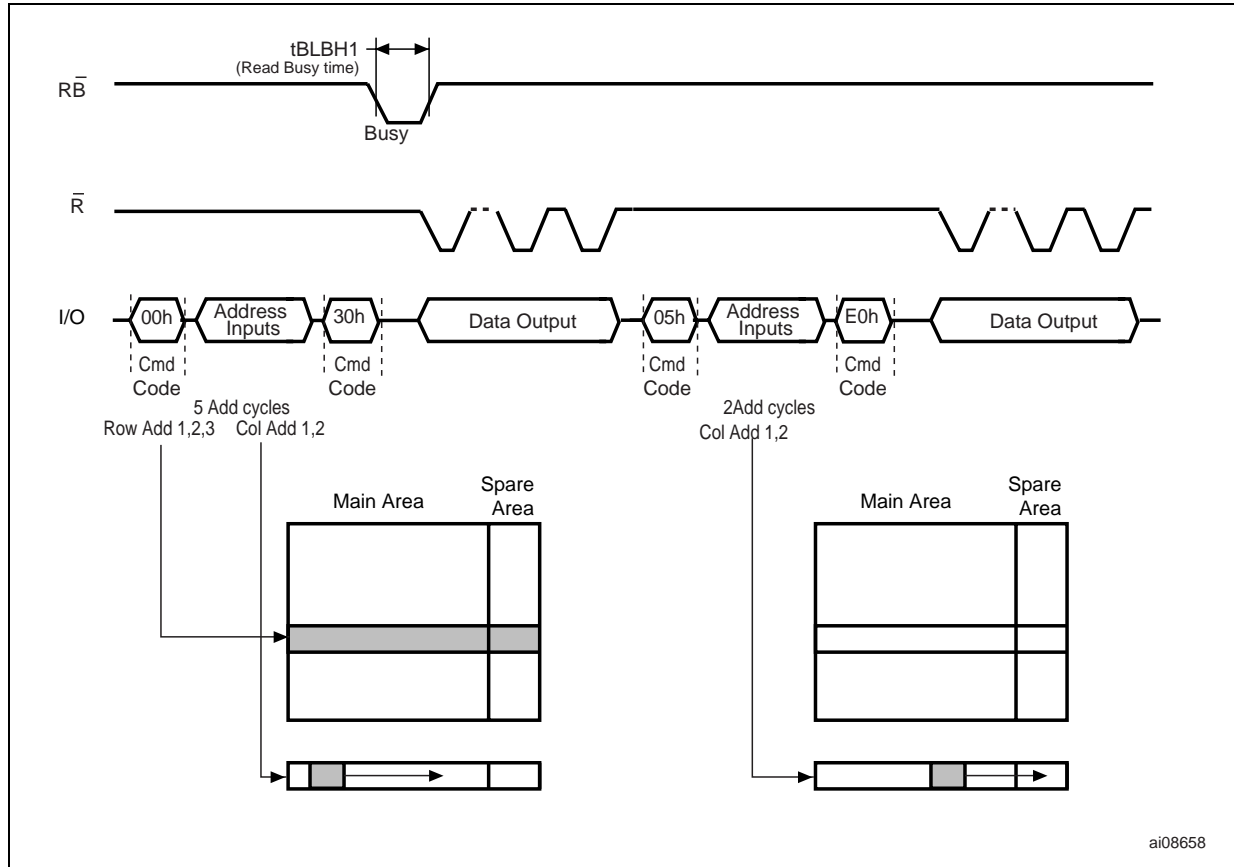 tBLBH1
(Read Busy time)
RB̅
Busy
R̅
I/O
00h
Address
Inputs
30h
Data Output
05h
Address
Inputs
E0h
Data Output
Cmd
Code
Cmd
Code
Cmd
Code
Cmd
Code
5 Add cycles
Row Add 1,2,3
Col Add 1,2
2Add cycles
Col Add 1,2
Main Area
Spare
Area
Main Area
Spare
Area
ai08658